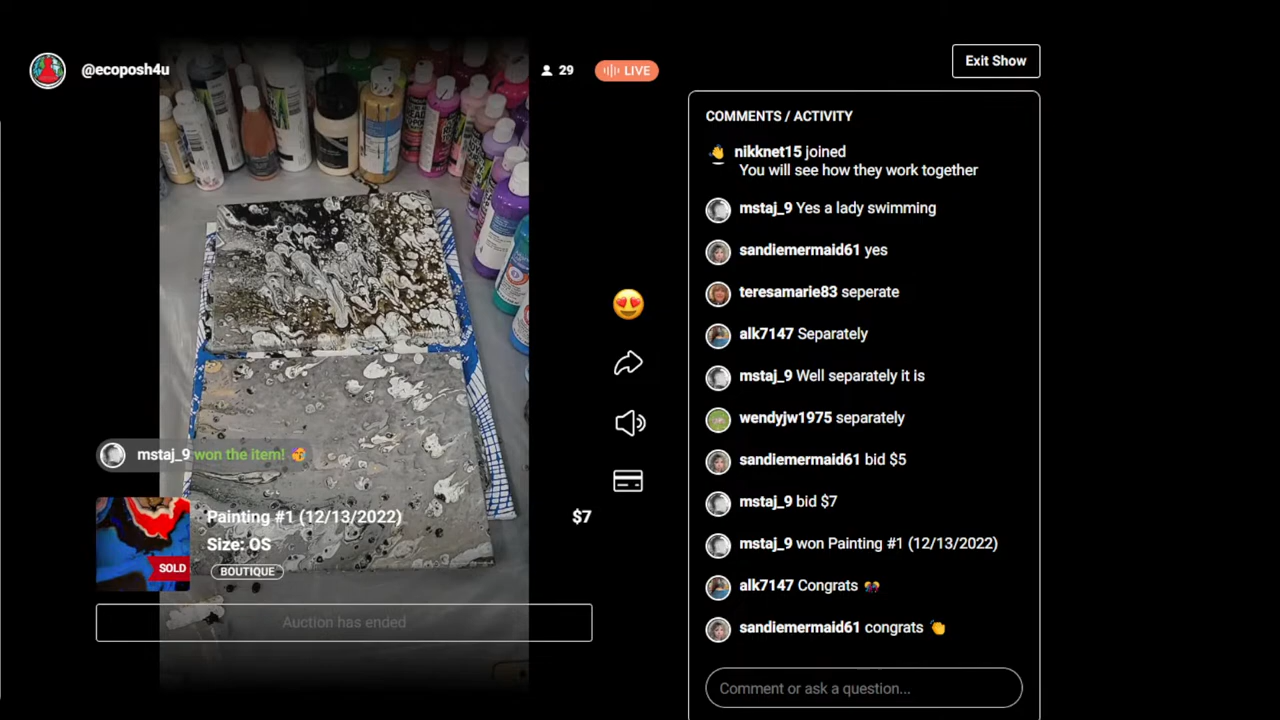 @ecoposh4u
29
LIVE
Exit Show
COMMENTS / ACTIVITY
nikknet15 joined
You will see how they work together
mstaj_9 Yes a lady swimming
sandiemermaid61 yes
teresamarie83 seperate
alk7147 Separately
mstaj_9 Well separately it is
wendyjw1975 separately
sandiemermaid61 bid $5
mstaj_9 bid $7
mstaj_9 won Painting #1 (12/13/2022)
alk7147 Congrats
sandiemermaid61 congrats
Comment or ask a question...
mstaj_9 won the item!
Painting #1 (12/13/2022)
$7
Size: OS
SOLD
BOUTIQUE
Auction has ended